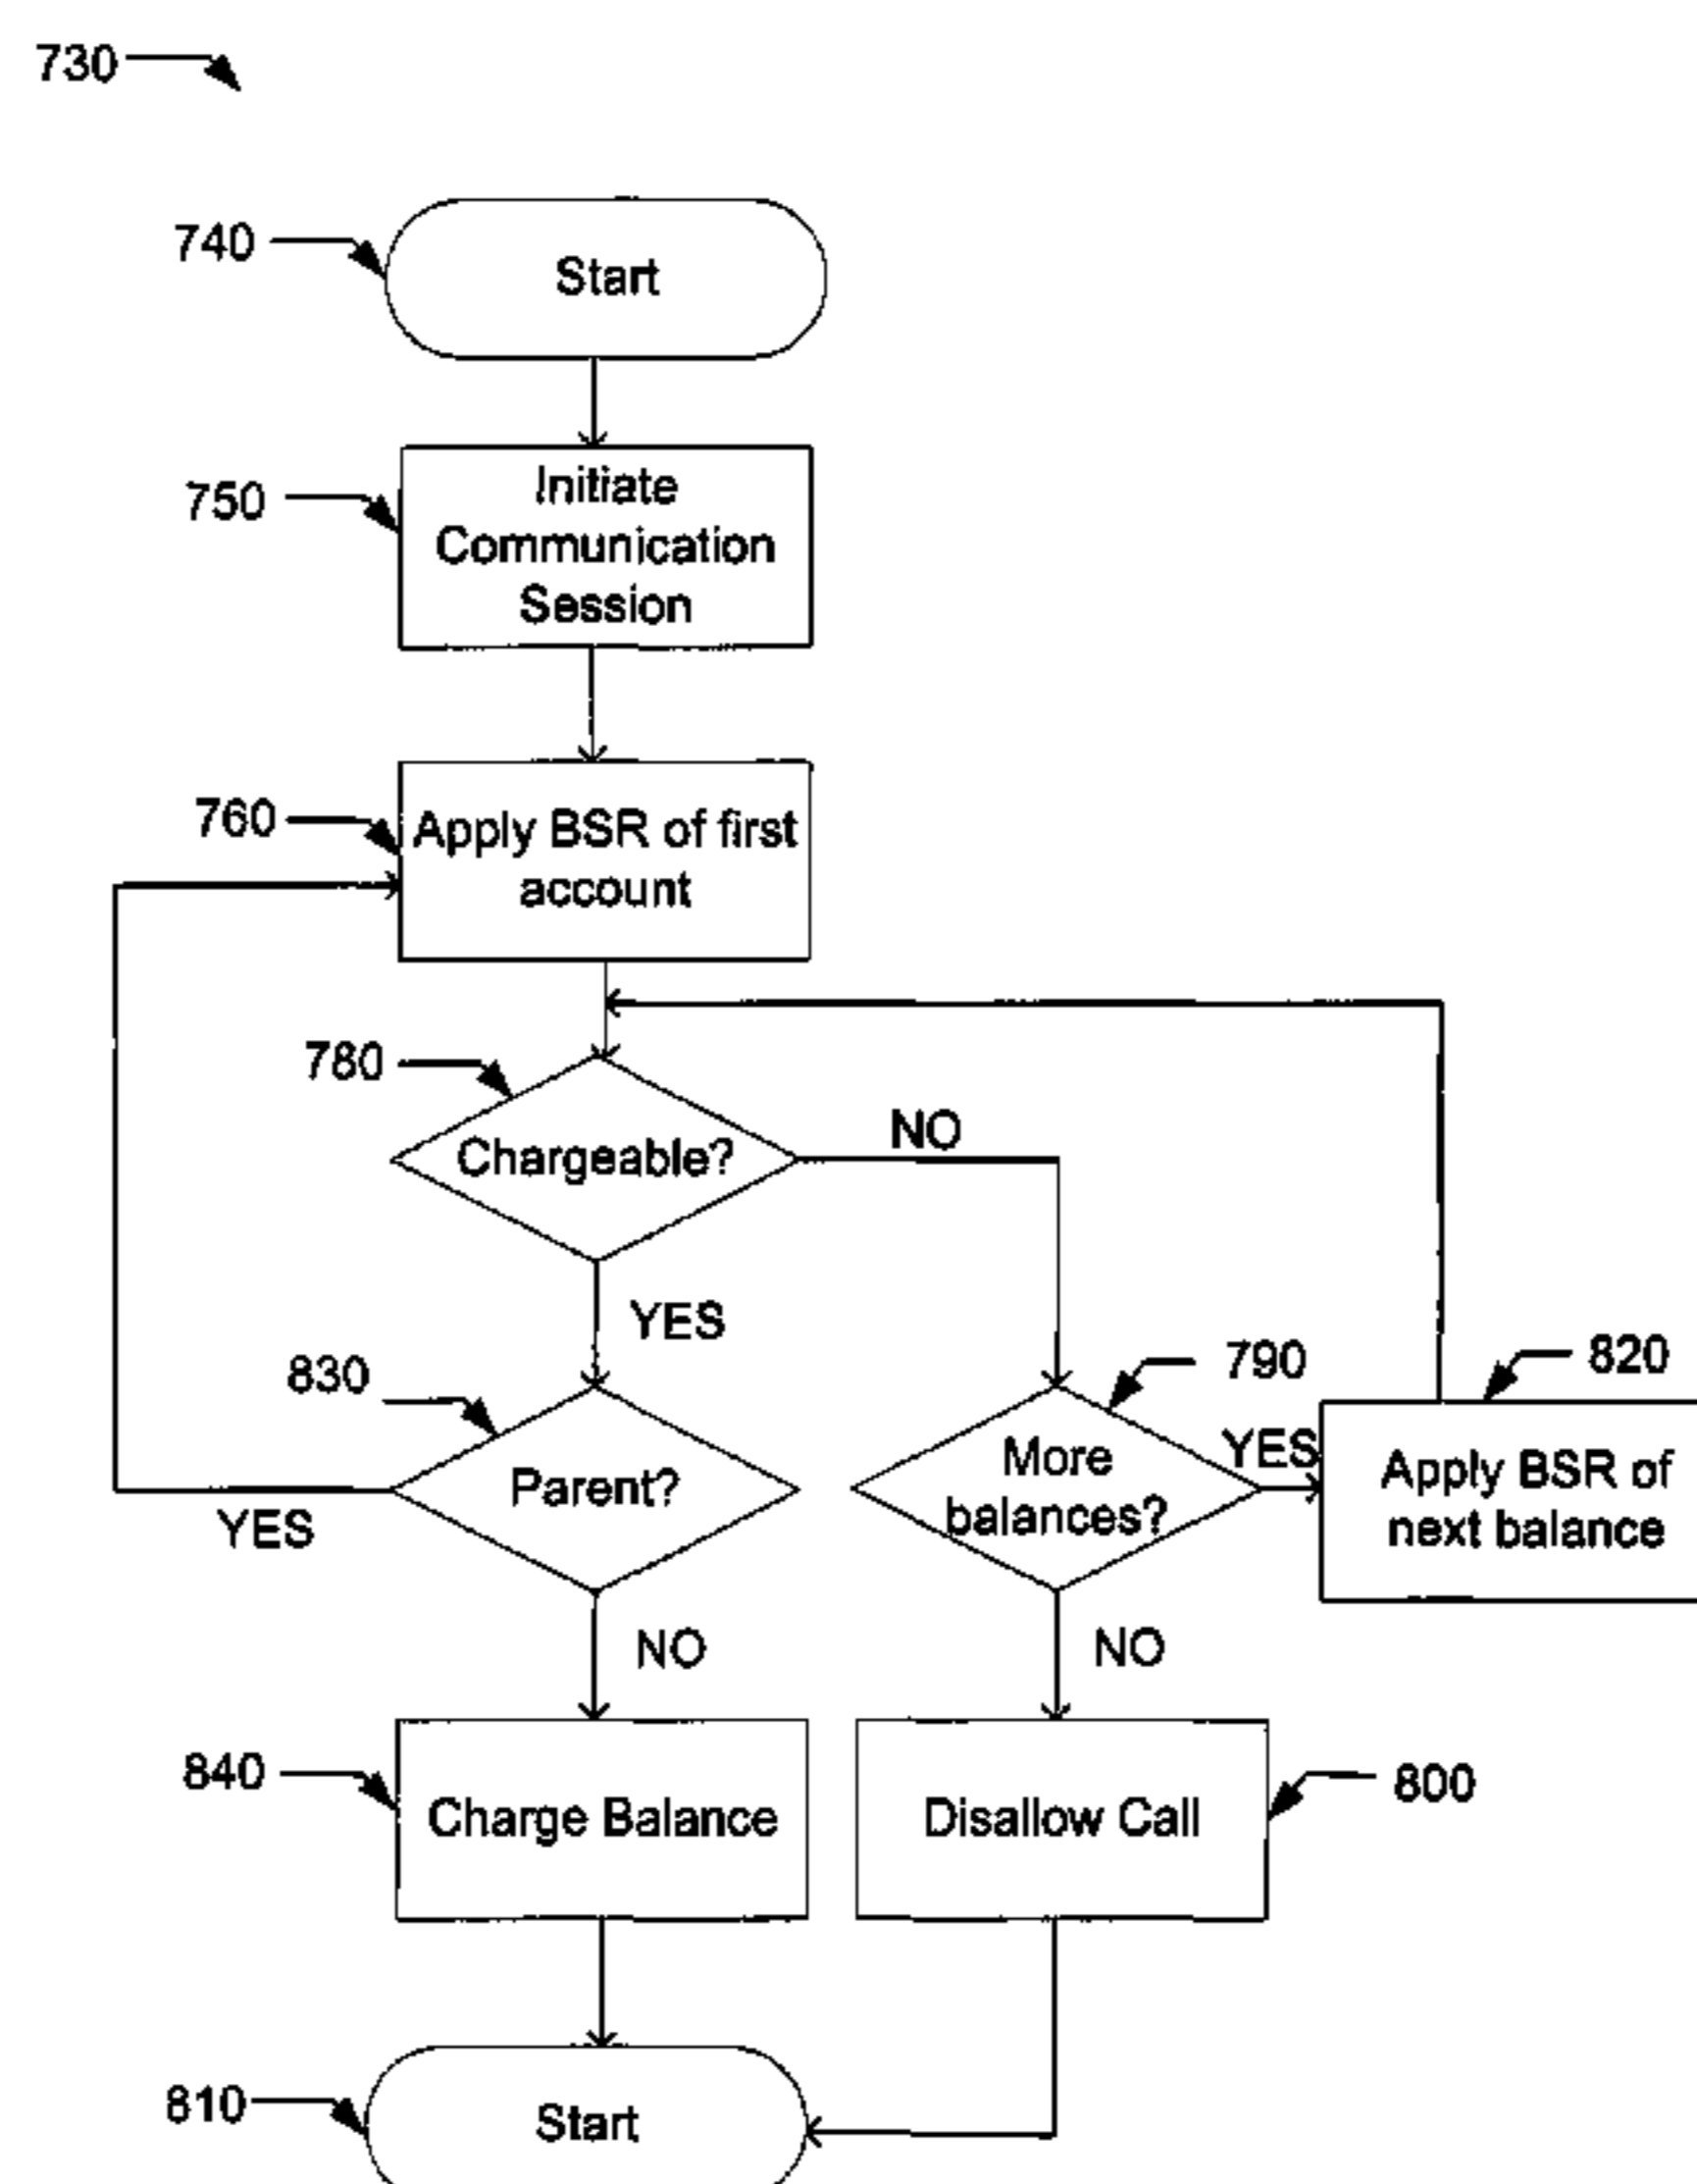 730
740
Start
750
Initiate
Communication
Session
760
Apply BSR of first
account
780
Chargeable?
NO
YES
830
Parent?
YES
NO
790
More
balances?
YES
NO
820
Apply BSR of
next balance
840
Charge Balance
Disallow Call
800
810
Start